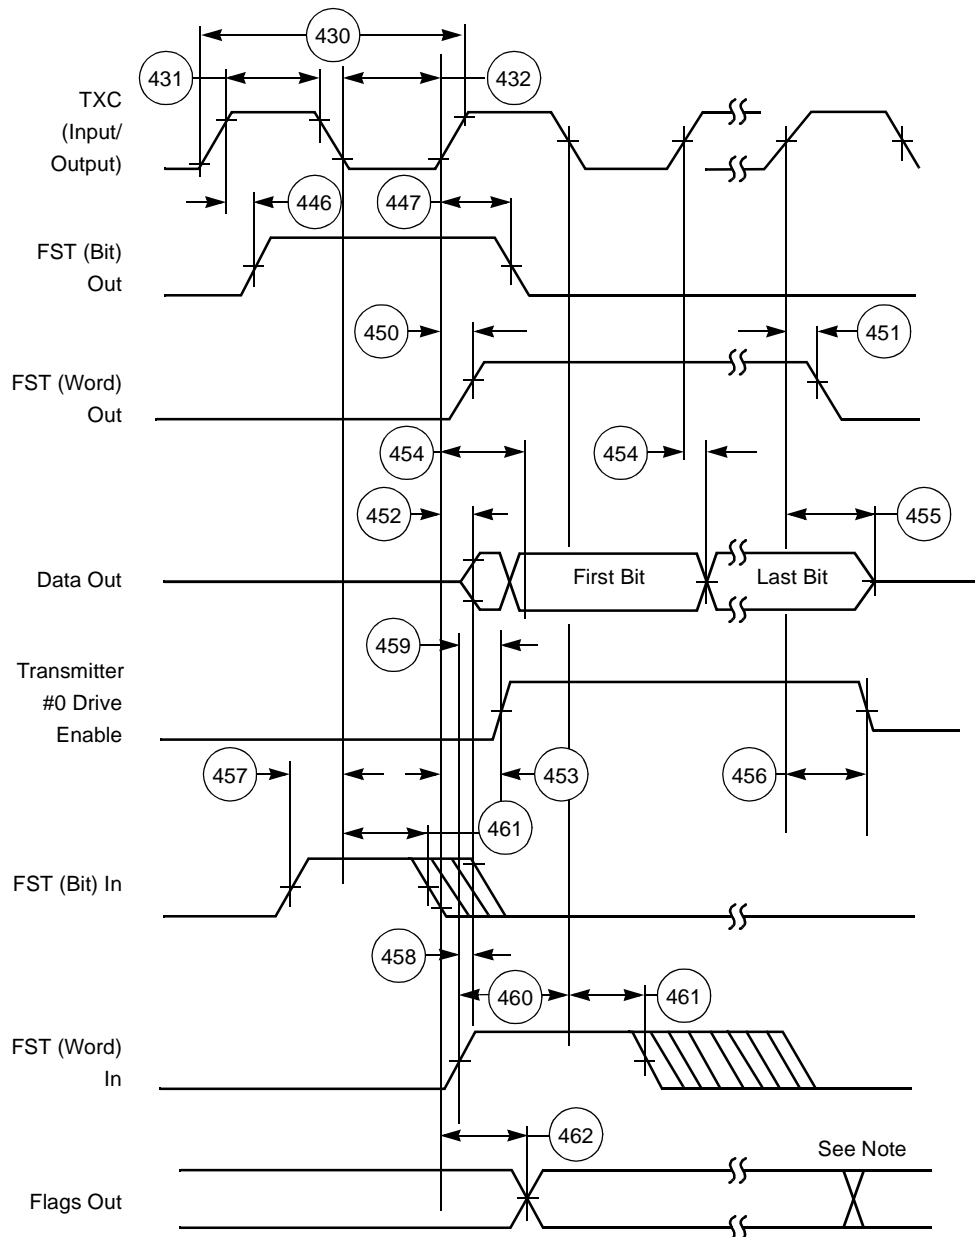 430
431
432
TXC
(Input/
Output)
446
447
FST (Bit)
Out
450
451
FST (Word)
Out
454
454
452
455
Data Out
First Bit
Last Bit
459
Transmitter
#0 Drive
Enable
457
453
456
461
FST (Bit) In
458
460
461
FST (Word)
In
462
See Note
Flags Out